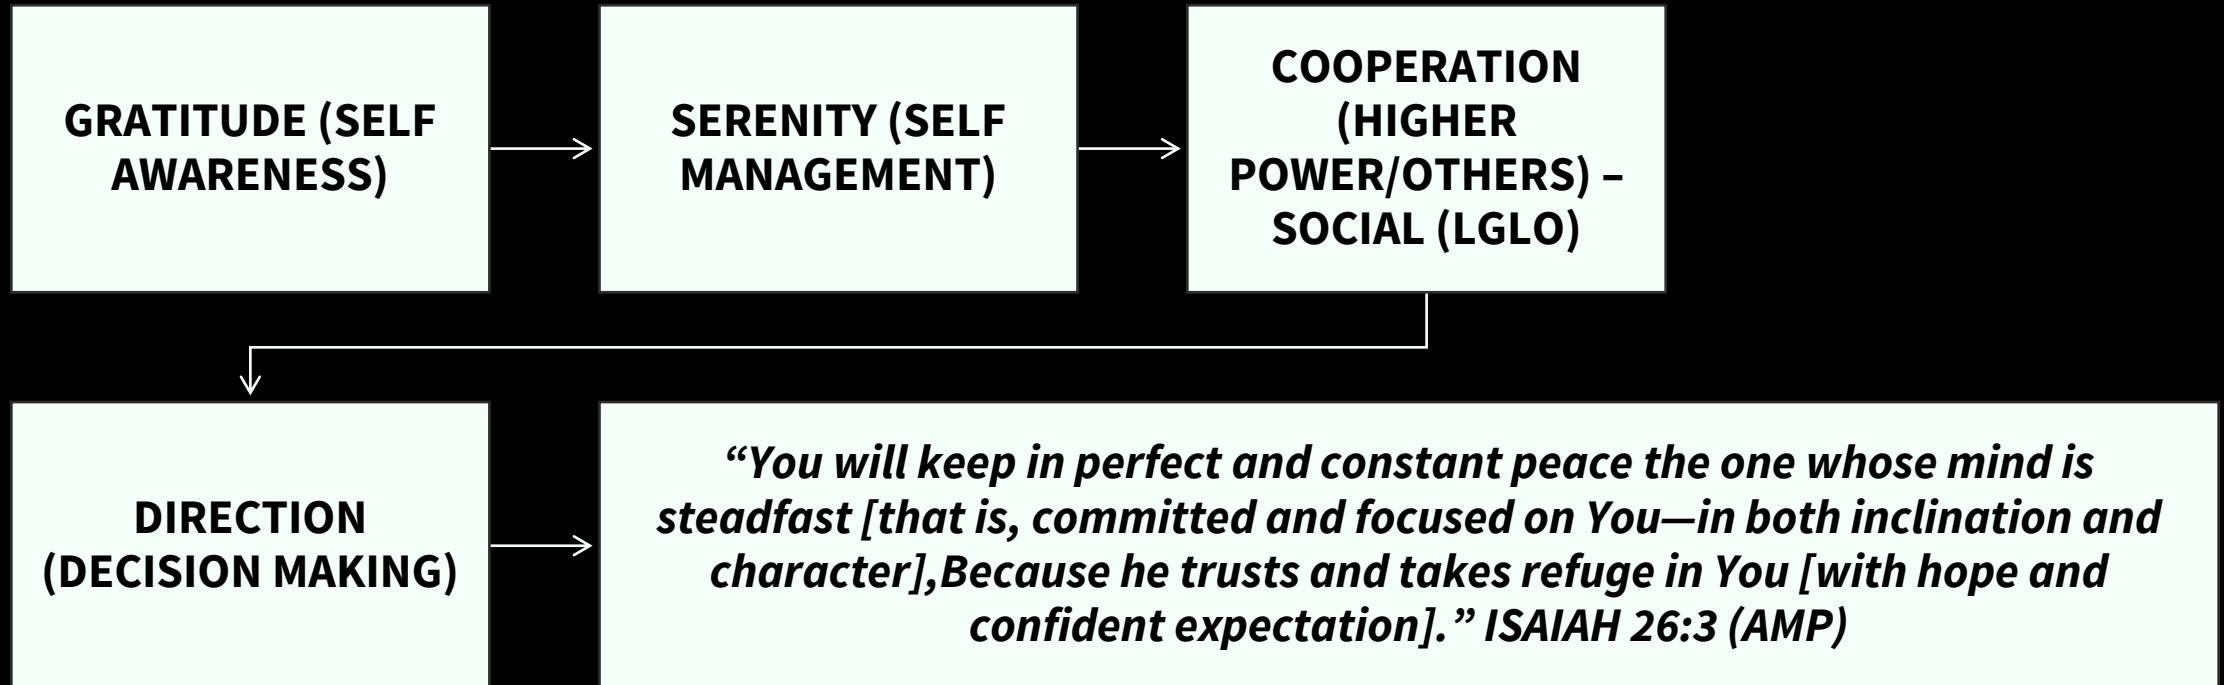 GRATITUDE (SELF
AWARENESS)
SERENITY (SELF
MANAGEMENT)
COOPERATION
(HIGHER
POWER/OTHERS) –
SOCIAL (LGLO)
DIRECTION
(DECISION MAKING)
“You will keep in perfect and constant peace the one whose mind is
steadfast [that is, committed and focused on You—in both inclination and
character],Because he trusts and takes refuge in You [with hope and
confident expectation].” ISAIAH 26:3 (AMP)